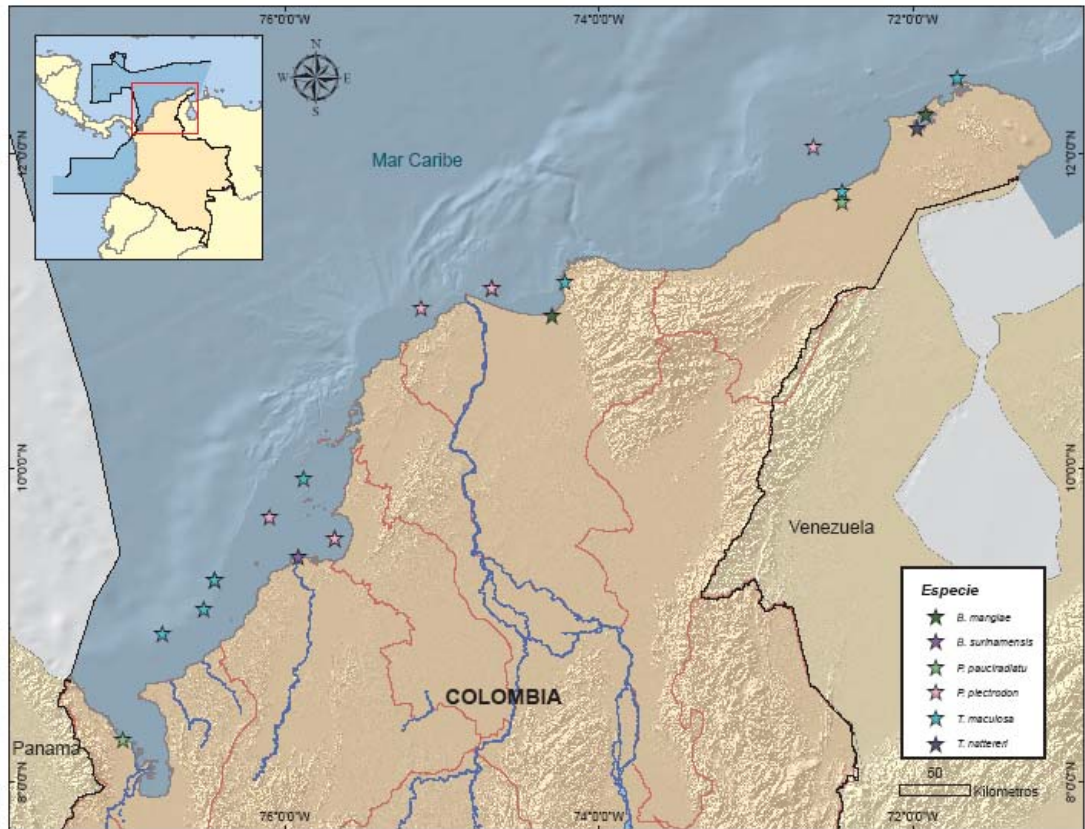 76°0'0"W 74°0'0"W 72°0'0"W
N
W E
S
Mar Caribe
12°0'0"N 12°0'0"N
10°0'0"N 10°0'0"N
Venezuela
Especie
B. mangiae
B. surinamensis
P. pauciradiatu
P. plectrodon
T. maculosa
T. nattereri
COLOMBIA
Panamá
50
Kilometros
8°0'0"N 8°0'0"N
76°0'0"W 74°0'0"W 72°0'0"W